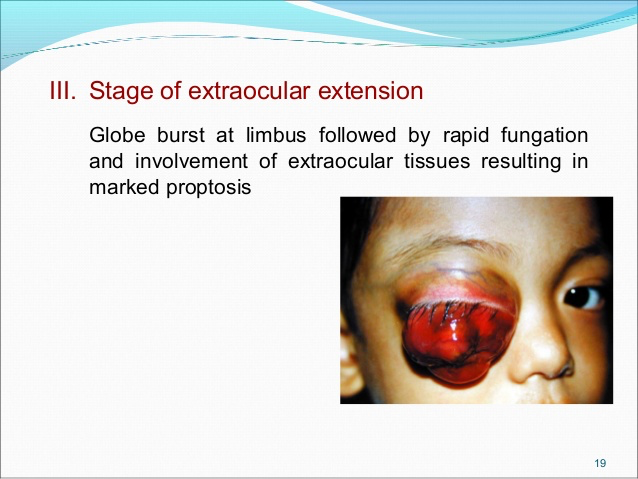 III. Stage of extraocular extension
Globe burst at limbus followed by rapid fungation
and involvement of extraocular tissues resulting in
marked proptosis
19